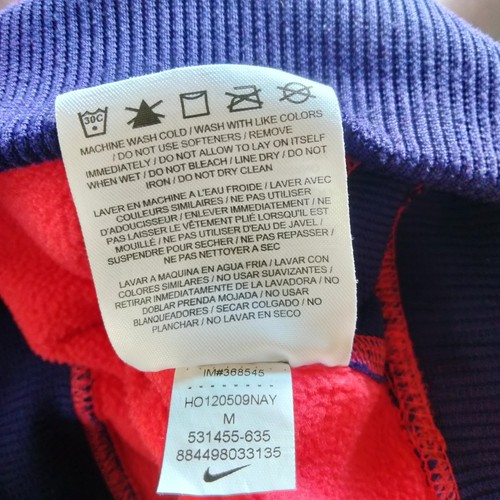 30C
MACHINE WASH COLD / WASH WITH LIKE COLORS
/ DO NOT USE SOFTENERS / REMOVE
IMMEDIATELY / DO NOT ALLOW TO LAY ON ITSELF
WHEN WET / DO NOT BLEACH / LINE DRY / DO NOT
IRON / DO NOT DRY CLEAN
LAVER EN MACHINE A L'EAU FROIDE / LAVER AVEC
COULEURS SIMILAIRES / NE PAS UTILISER
D'ADOUCISSEUR / ENLEVER IMMEDIATEMENT / NE
PAS LAISSER LE VÊTEMENT PLIÉ LORSQU'IL EST
MOUILLÉ / NE PAS UTILISER D'EAU DE JAVEL /
SUSPENDRE POUR SECHER / NE PAS REPASSER /
NE PAS NETTOYER A SEC
LAVAR A MAQUINA EN AGUA FRIA / LAVAR CON
COLORES SIMILARES / NO USAR SUAVIZANTES /
RETIRAR INMEDIATAMENTE DE LA LAVADORA / NO
DOBLAR PRENDA MOJADA / NO USAR
BLANQUEADORES / SECAR COLGADO / NO
PLANCHAR / NO LAVAR EN SECO
IM#368545
HO120509NAY
M
531455-635
884498033135